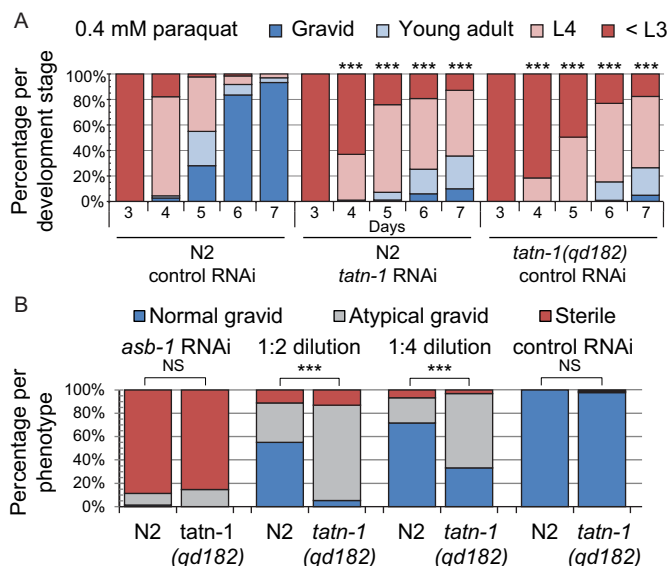 A
0.4 mM paraquat Gravid Young adult L4 < L3
*** *** *** *** *** *** *** ***
Percentage per
development stage
100%
80%
60%
40%
20%
0%
3 4 5 6 7 3 4 5 6 7 3 4 5 6 7
Days
N2 N2 tatn-1(qd182)
control RNAi tatn-1 RNAi control RNAi
B
Normal gravid Atypical gravid Sterile
asb-1 RNAi 1:2 dilution 1:4 dilution control RNAi
NS *** *** NS
Percentage per
phenotype
100%
80%
60%
40%
20%
0%
N2 tatn-1 N2 tatn-1 N2 tatn-1 N2 tatn-1
(qd182) (qd182) (qd182) (qd182)